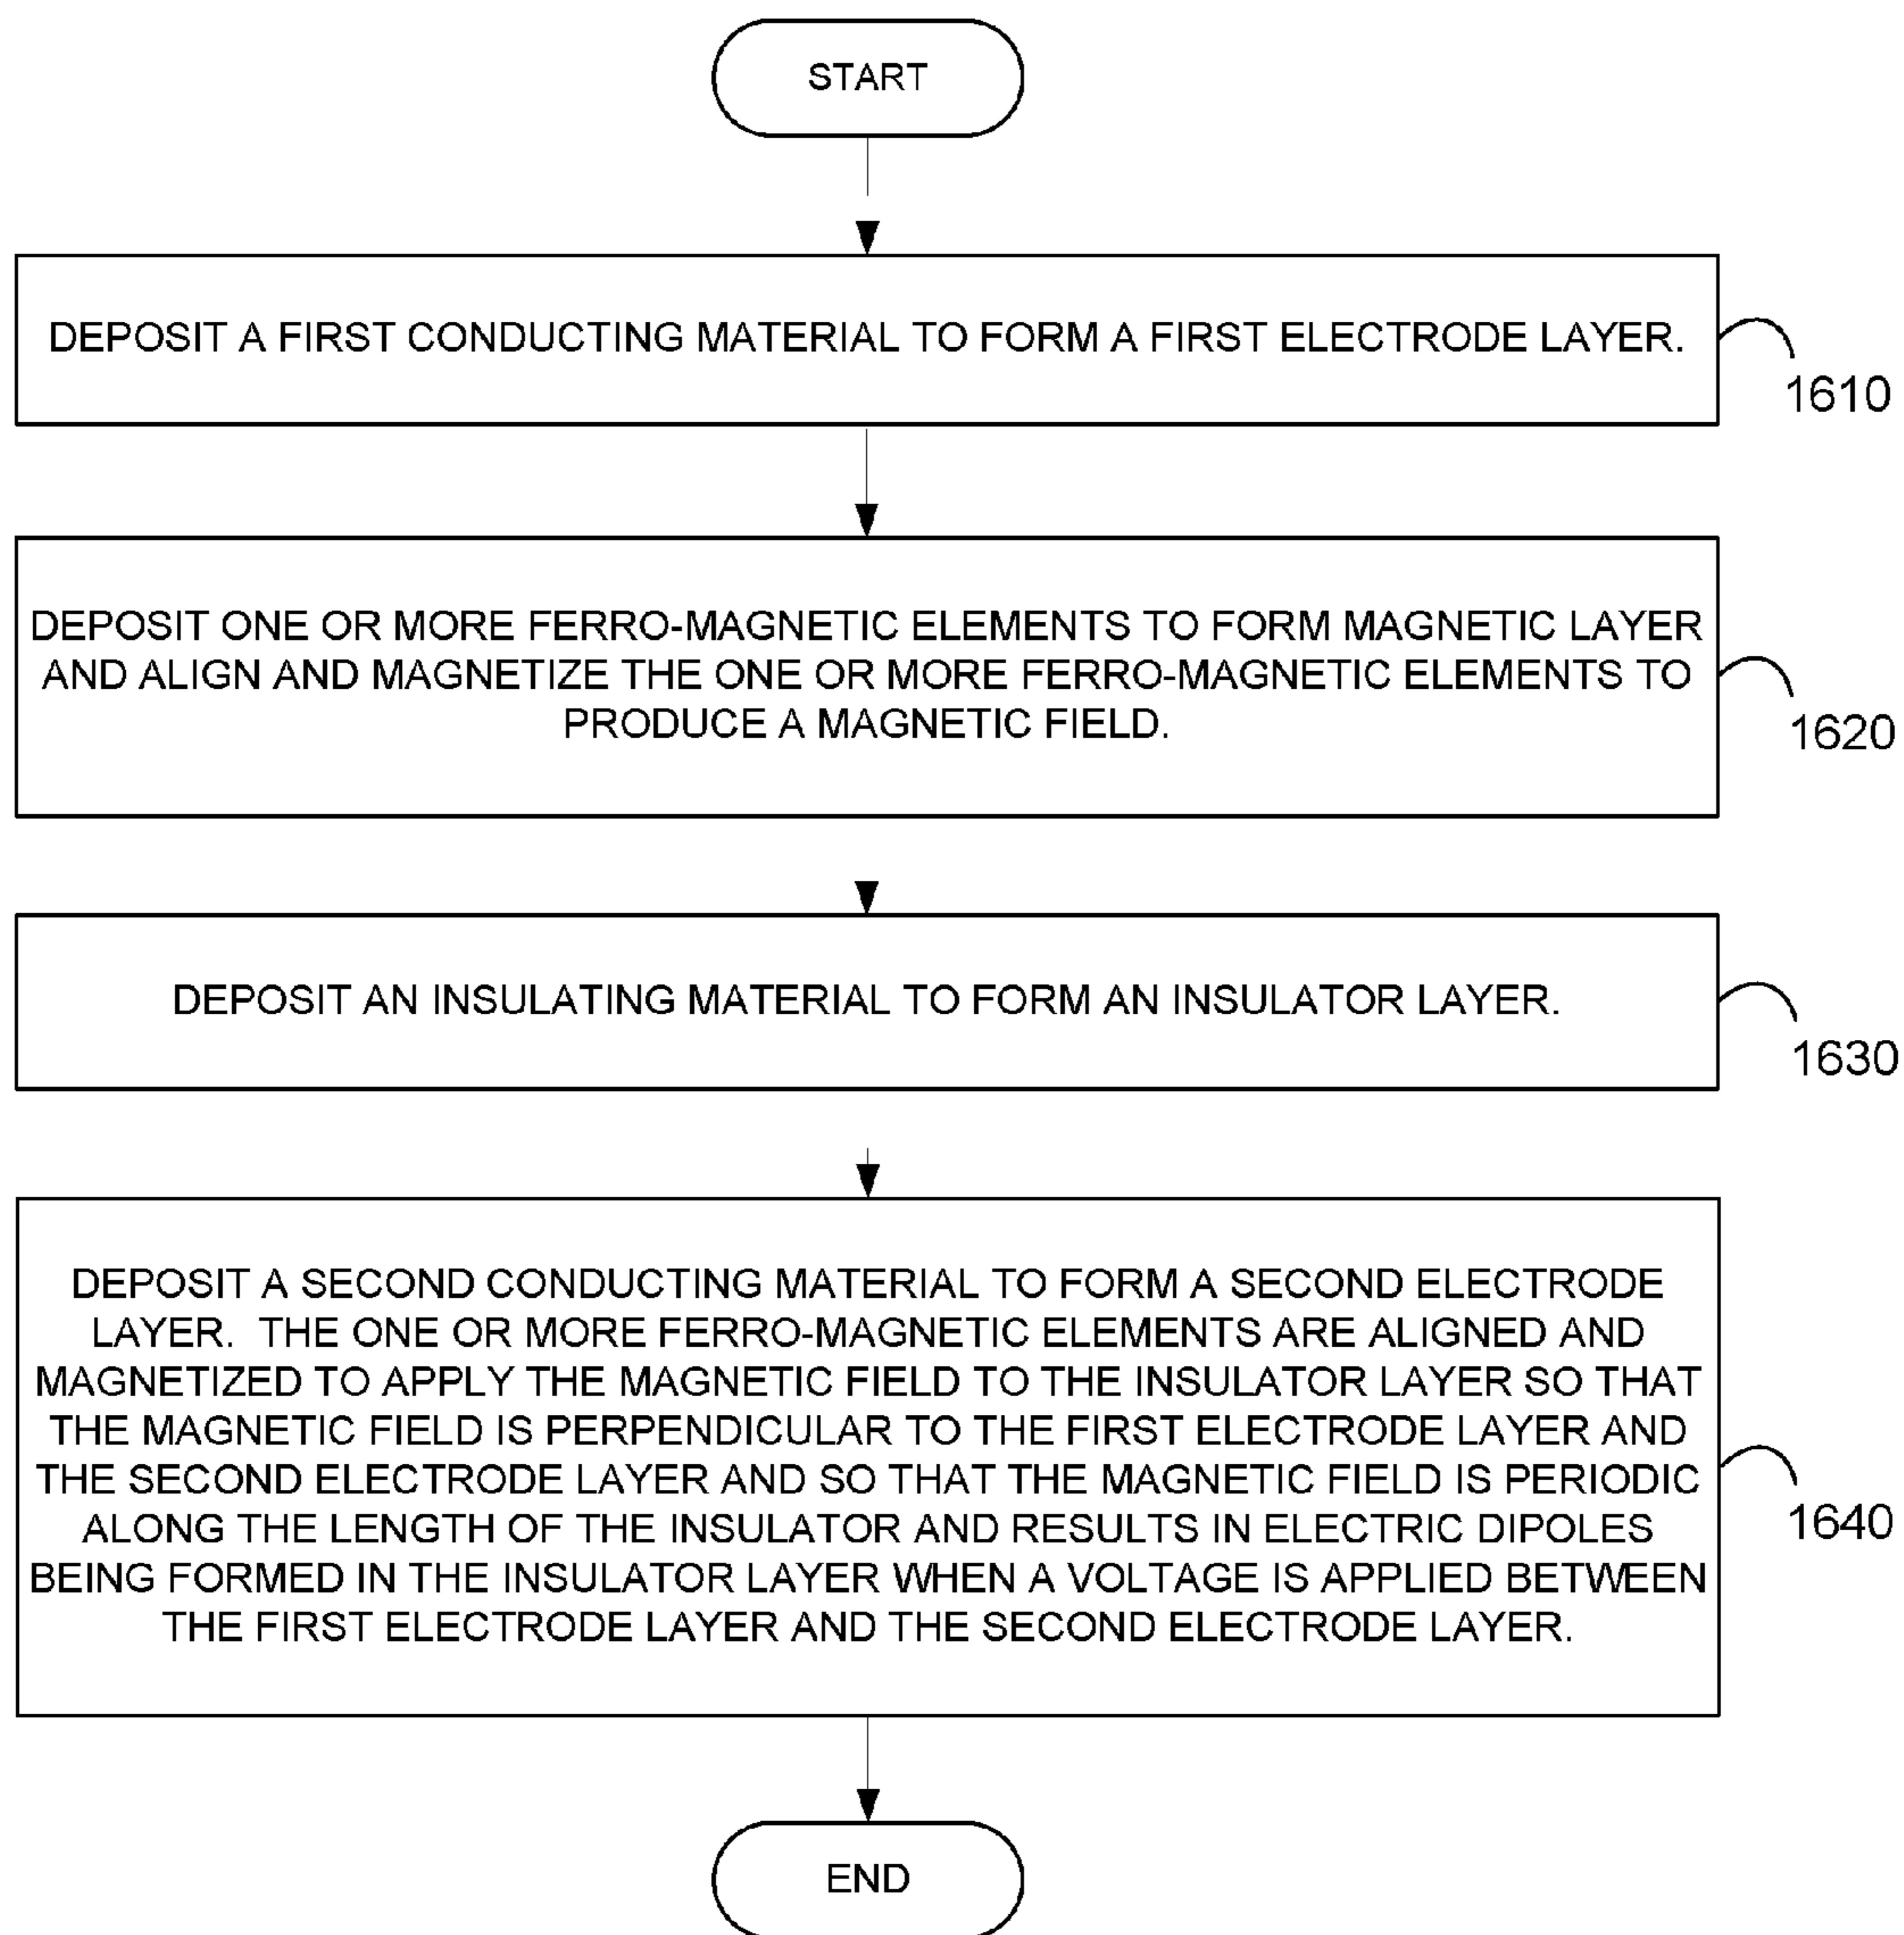 START
DEPOSIT A FIRST CONDUCTING MATERIAL TO FORM A FIRST ELECTRODE LAYER.
1610
DEPOSIT ONE OR MORE FERRO-MAGNETIC ELEMENTS TO FORM MAGNETIC LAYER
AND ALIGN AND MAGNETIZE THE ONE OR MORE FERRO-MAGNETIC ELEMENTS TO
PRODUCE A MAGNETIC FIELD.
1620
DEPOSIT AN INSULATING MATERIAL TO FORM AN INSULATOR LAYER.
1630
DEPOSIT A SECOND CONDUCTING MATERIAL TO FORM A SECOND ELECTRODE
LAYER. THE ONE OR MORE FERRO-MAGNETIC ELEMENTS ARE ALIGNED AND
MAGNETIZED TO APPLY THE MAGNETIC FIELD TO THE INSULATOR LAYER SO THAT
THE MAGNETIC FIELD IS PERPENDICULAR TO THE FIRST ELECTRODE LAYER AND
THE SECOND ELECTRODE LAYER AND SO THAT THE MAGNETIC FIELD IS PERIODIC
ALONG THE LENGTH OF THE INSULATOR AND RESULTS IN ELECTRIC DIPOLES
BEING FORMED IN THE INSULATOR LAYER WHEN A VOLTAGE IS APPLIED BETWEEN
THE FIRST ELECTRODE LAYER AND THE SECOND ELECTRODE LAYER.
1640
END